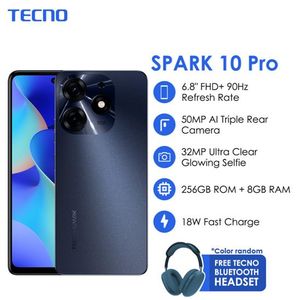 TECNO
SPARK 10 Pro
6.8" FHD+ 90Hz
Refresh Rate
50MP AI Triple Rear
Camera
32MP Ultra Clear
Glowing Selfie
256GB ROM + 8GB RAM
18W Fast Charge
*Color random
FREE TECNO
BLUETOOTH
HEADSET